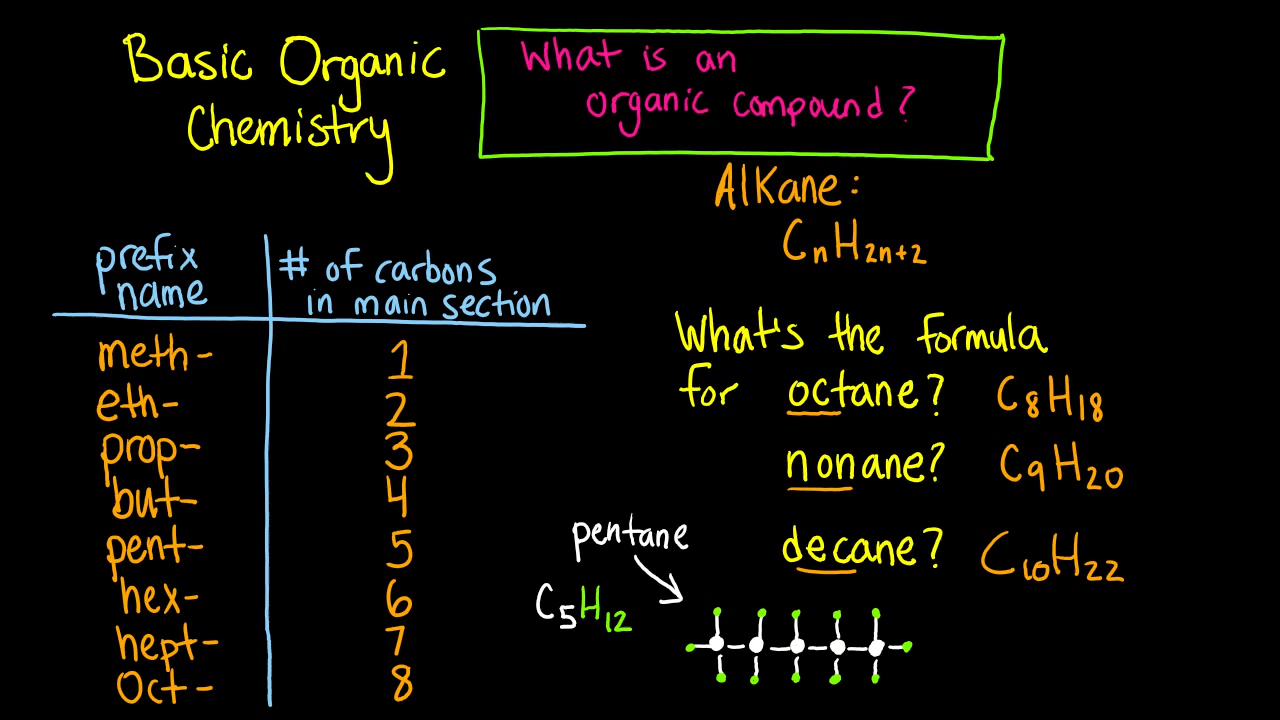 Basic Organic
Chemistry
What is an
organic compound?
Alkane:
CₙH₂ₙ₊₂
prefix
name
# of carbons
in main section
meth- 1
eth- 2
prop- 3
but- 4
pent- 5
hex- 6
hept- 7
Oct- 8
What's the formula
for octane? C₈H₁₈
nonane? C₉H₂₀
decane? C₁₀H₂₂
pentane
C₅H₁₂